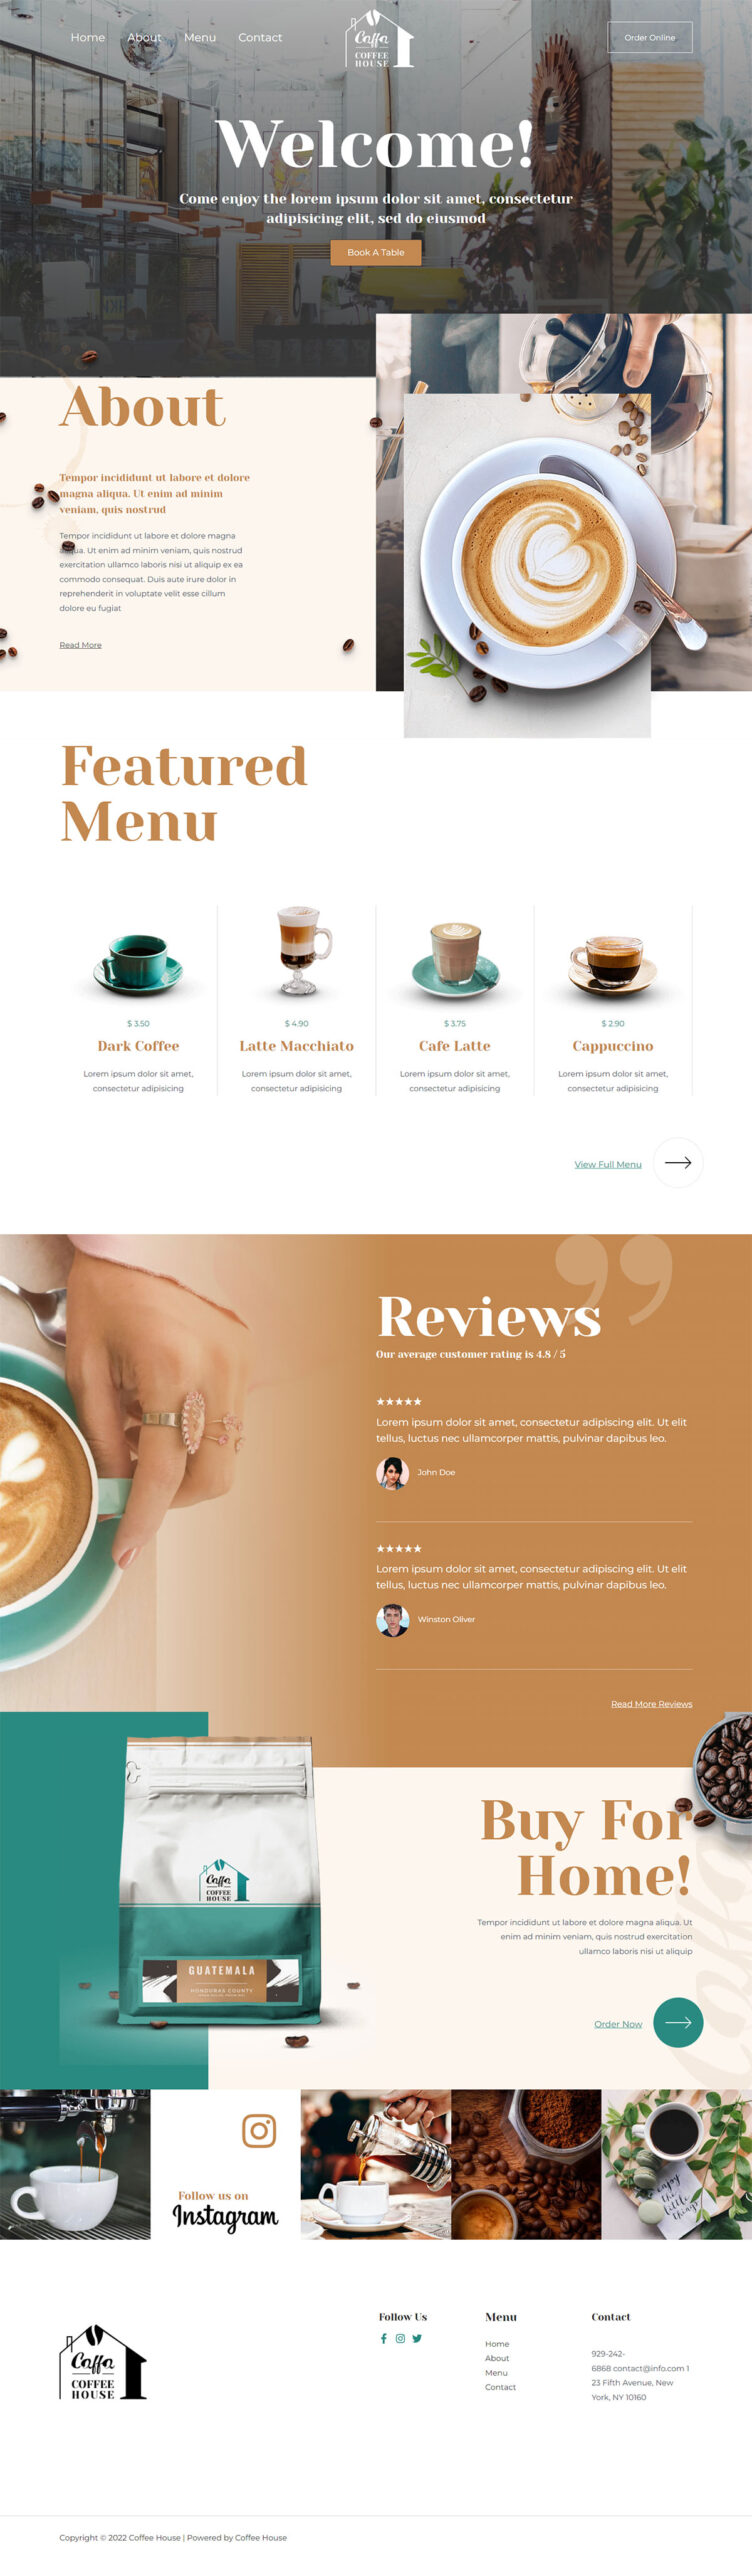 Home
About
Menu
Contact
Caffa
COFFEE
HOUSE
Order Online
Welcome!
Come enjoy the lorem ipsum dolor sit amet, consectetur
adipisicing elit, sed do eiusmod
Book A Table
About
Tempor incididunt ut labore et dolore
magna aliqua. Ut enim ad minim
veniam, quis nostrud
Tempor incididunt ut labore et dolore magna
aliqua. Ut enim ad minim veniam, quis nostrud
exercitation ullamco laboris nisi ut aliquip ex ea
commodo consequat. Duis aute irure dolor in
reprehenderit in voluptate velit esse cillum
dolore eu fugiat
Read More
Featured
Menu
$ 3.50
Dark Coffee
Lorem ipsum dolor sit amet,
consectetur adipisicing
$ 4.90
Latte Macchiato
Lorem ipsum dolor sit amet,
consectetur adipisicing
$ 3.75
Cafe Latte
Lorem ipsum dolor sit amet,
consectetur adipisicing
$ 2.90
Cappuccino
Lorem ipsum dolor sit amet,
consectetur adipisicing
View Full Menu
Reviews
Our average customer rating is 4.8 / 5
★★★★★
Lorem ipsum dolor sit amet, consectetur adipiscing elit. Ut elit
tellus, luctus nec ullamcorper mattis, pulvinar dapibus leo.
John Doe
★★★★★
Lorem ipsum dolor sit amet, consectetur adipiscing elit. Ut elit
tellus, luctus nec ullamcorper mattis, pulvinar dapibus leo.
Winston Oliver
Read More Reviews
Caffa
COFFEE
HOUSE
GUATEMALA
HONDURAS COUNTY
Buy For
Home!
Tempor incididunt ut labore et dolore magna aliqua. Ut
enim ad minim veniam, quis nostrud exercitation
ullamco laboris nisi ut aliquip
Order Now
Follow us on
Instagram
enjoy
the
little
things
Caffa
COFFEE
HOUSE
Follow Us
Menu
Home
About
Menu
Contact
Contact
929-242-
6868 contact@info.com 1
23 Fifth Avenue, New
York, NY 10160
Copyright © 2022 Coffee House | Powered by Coffee House